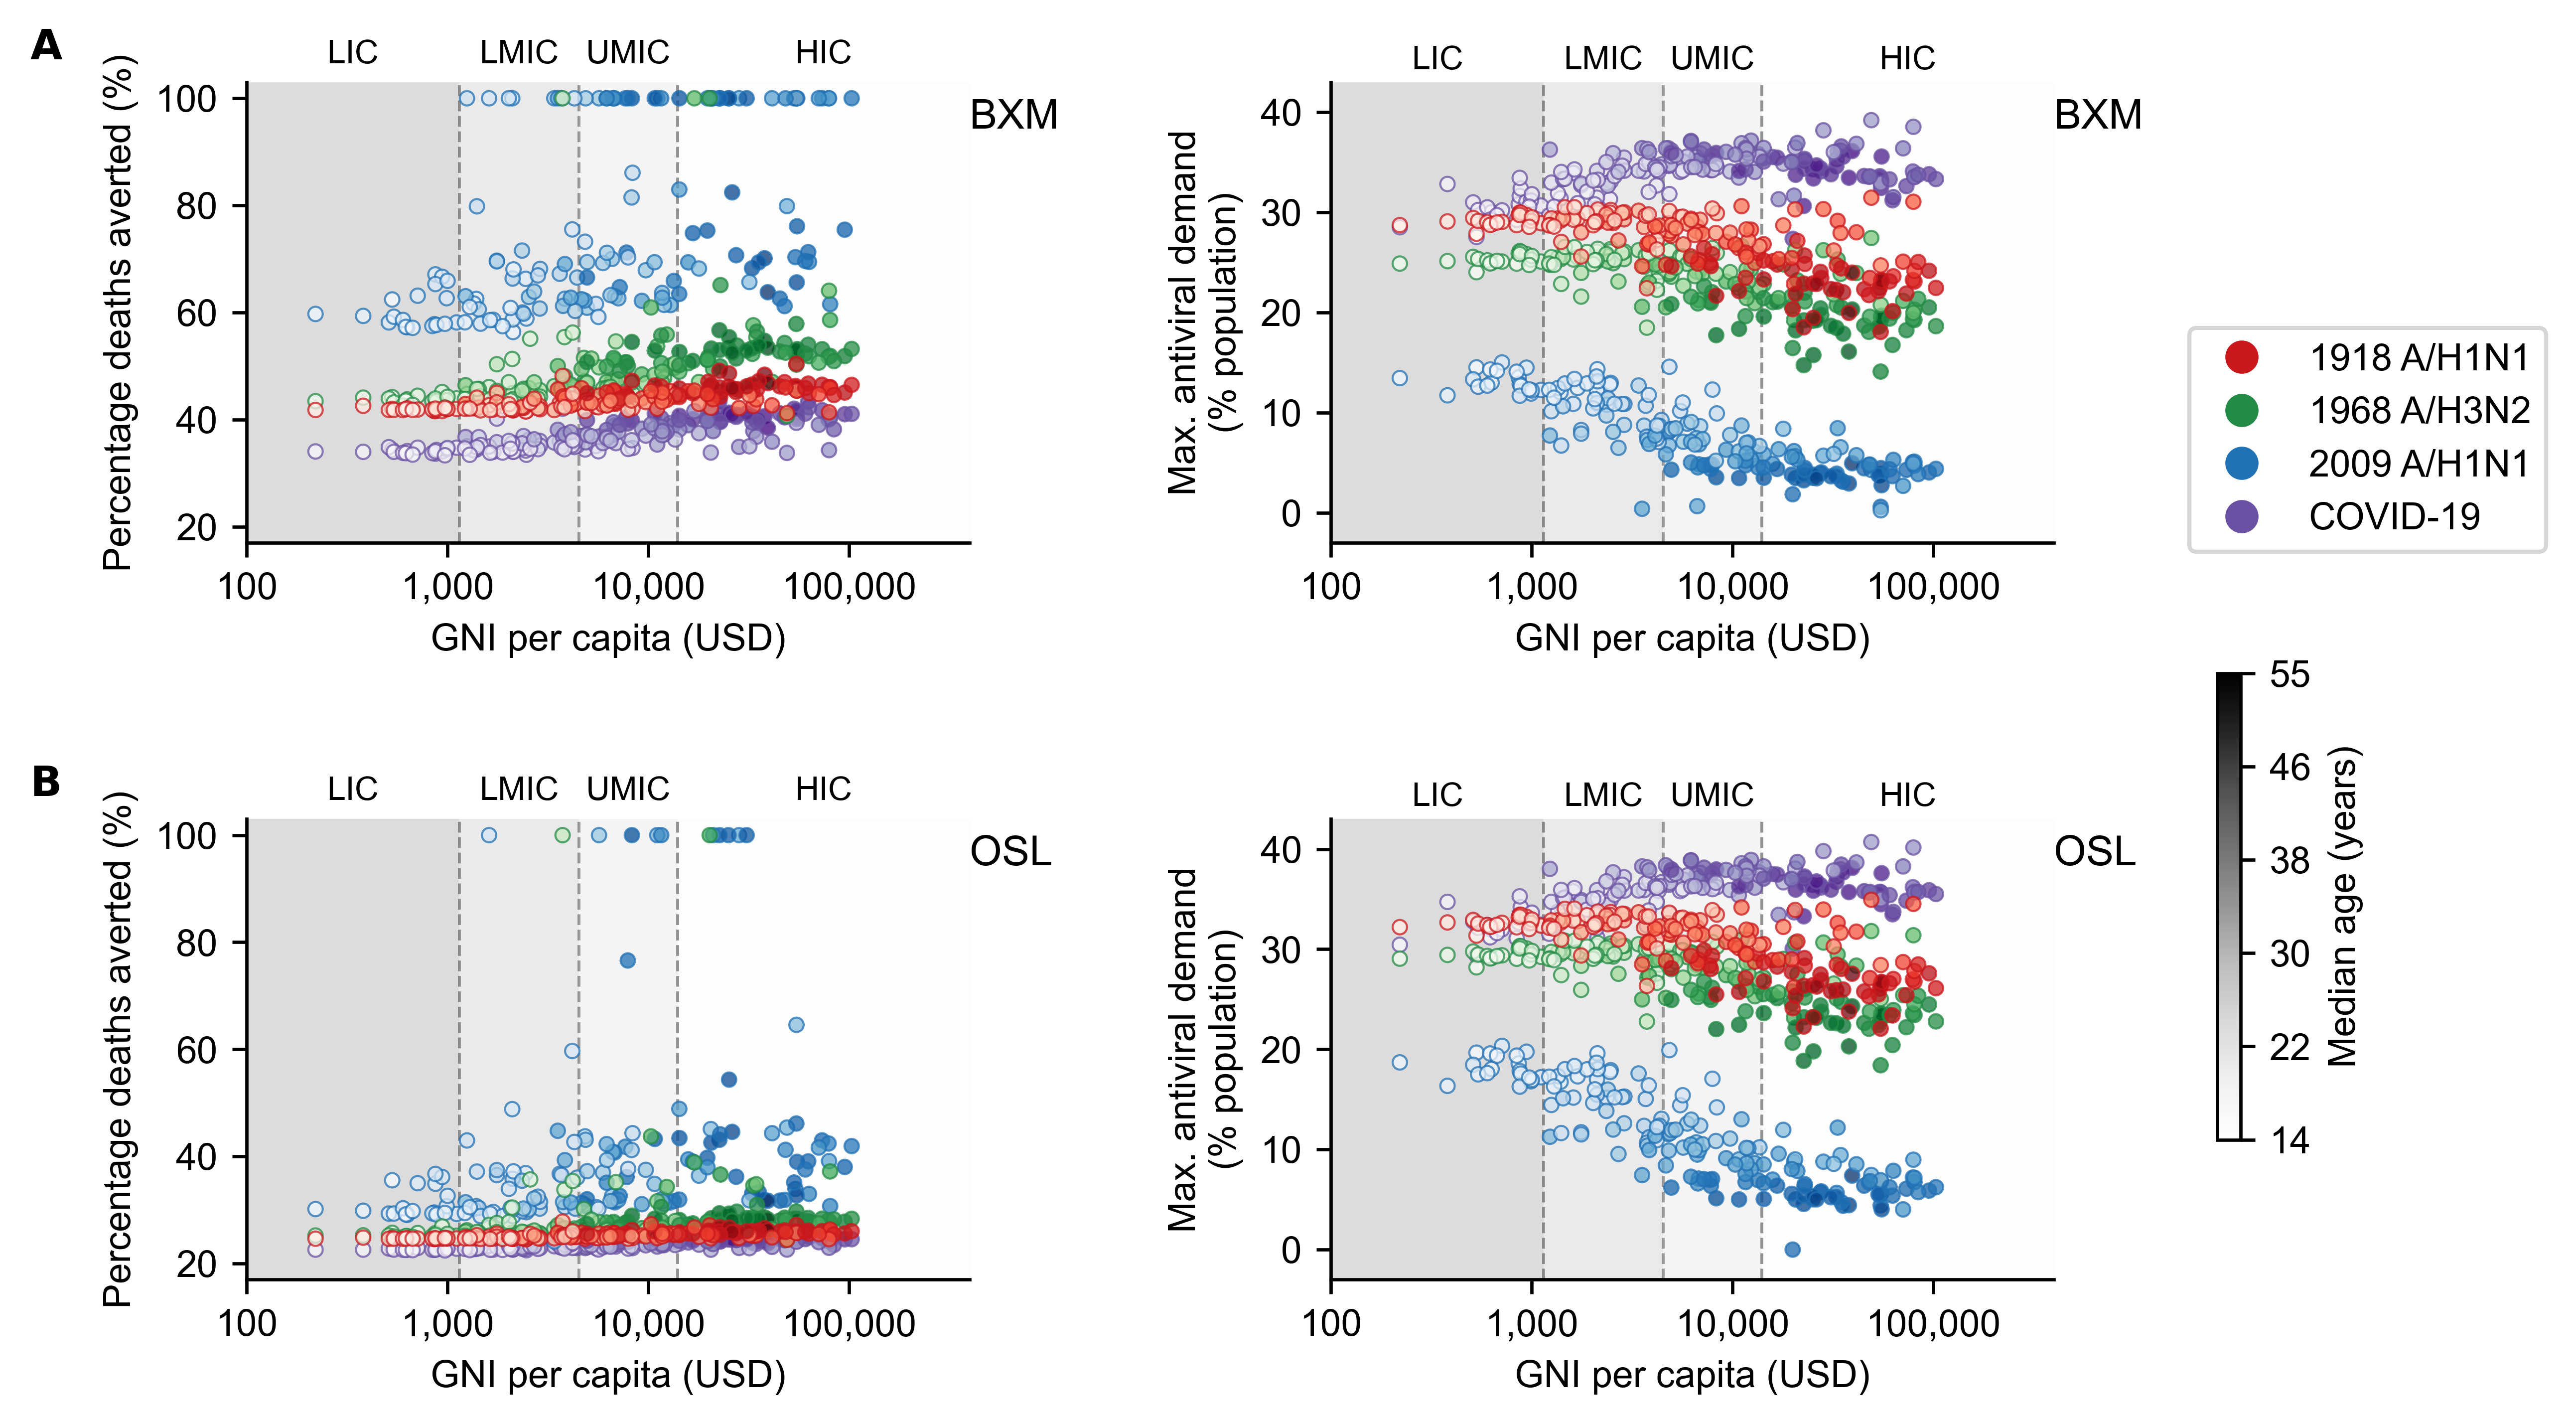 A
LIC LMIC UMIC HIC
BXM
Percentage deaths averted (%)
100
80
60
40
20
100 1,000 10,000 100,000
GNI per capita (USD)
LIC LMIC UMIC HIC
BXM
Max. antiviral demand
(% population)
40
30
20
10
0
100 1,000 10,000 100,000
GNI per capita (USD)
1918 A/H1N1
1968 A/H3N2
2009 A/H1N1
COVID-19
B
LIC LMIC UMIC HIC
OSL
Percentage deaths averted (%)
100
80
60
40
20
100 1,000 10,000 100,000
GNI per capita (USD)
LIC LMIC UMIC HIC
OSL
Max. antiviral demand
(% population)
40
30
20
10
0
100 1,000 10,000 100,000
GNI per capita (USD)
55
46
38
30
22
14
Median age (years)